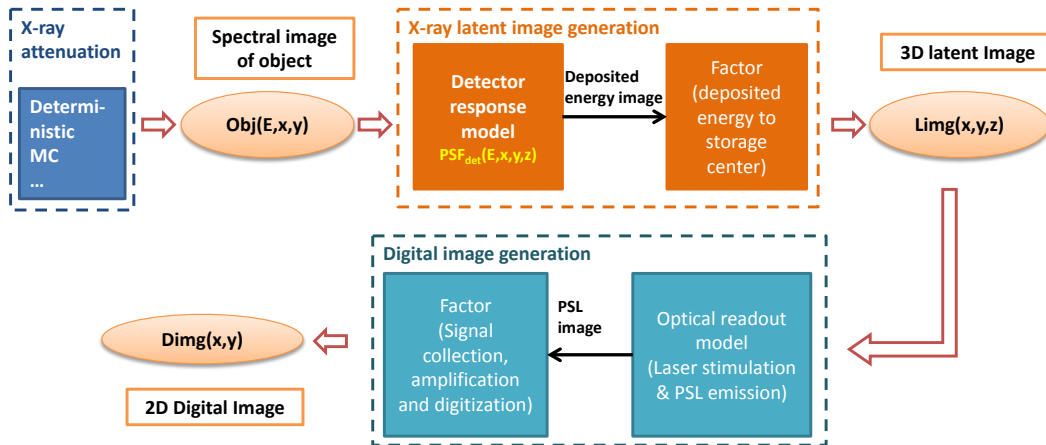 X-ray
attenuation
Determi-
nistic
MC
...
Spectral image
of object
Obj(E,x,y)
X-ray latent image generation
Detector
response
model
PSFdet(E,x,y,z)
Deposited
energy image
Factor
(deposited
energy to
storage
center)
3D latent Image
Limg(x,y,z)
Digital image generation
Optical readout
model
(Laser stimulation
& PSL emission)
PSL
image
Factor
(Signal
collection,
amplification
and digitization)
Dimg(x,y)
2D Digital Image